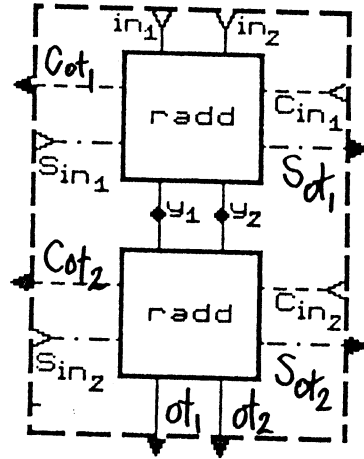 in₁ in₂
Cot₁
radd
Cin₁
Sin₁
Sot₁
y₁ y₂
Cot₂
radd
Cin₂
Sin₂
Sot₂
ot₁ ot₂